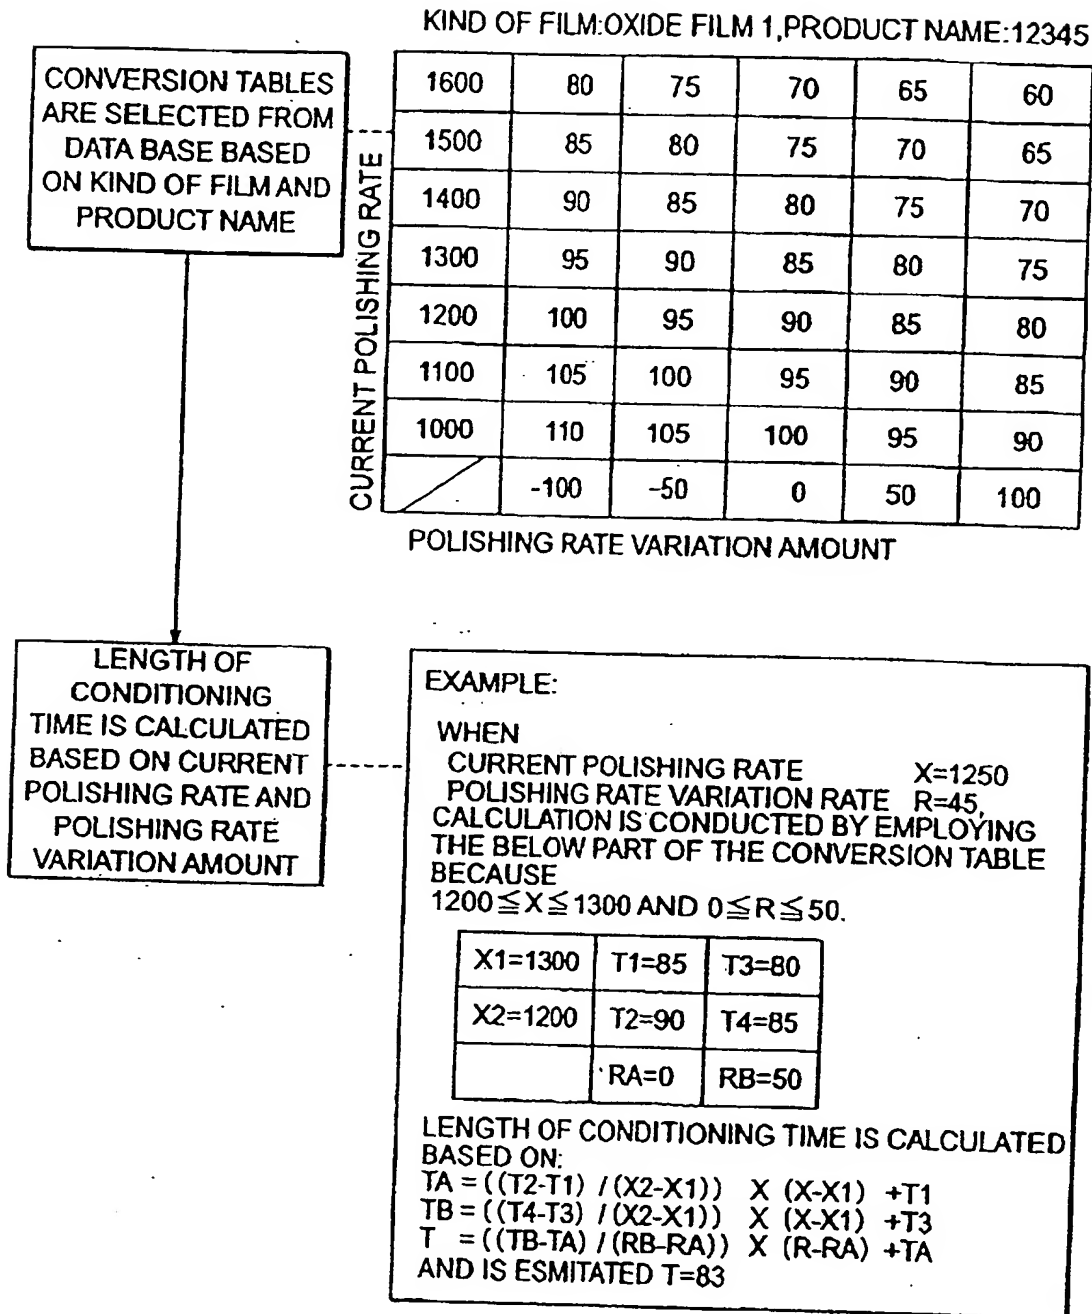 KIND OF FILM:OXIDE FILM 1,PRODUCT NAME:12345
CONVERSION TABLES
ARE SELECTED FROM
DATA BASE BASED
ON KIND OF FILM AND
PRODUCT NAME
CURRENT POLISHING RATE
1600 80 75 70 65 60
1500 85 80 75 70 65
1400 90 85 80 75 70
1300 95 90 85 80 75
1200 100 95 90 85 80
1100 105 100 95 90 85
1000 110 105 100 95 90
-100 -50 0 50 100
POLISHING RATE VARIATION AMOUNT
LENGTH OF
CONDITIONING
TIME IS CALCULATED
BASED ON CURRENT
POLISHING RATE AND
POLISHING RATE
VARIATION AMOUNT
EXAMPLE:
WHEN
CURRENT POLISHING RATE X=1250
POLISHING RATE VARIATION RATE R=45,
CALCULATION IS CONDUCTED BY EMPLOYING
THE BELOW PART OF THE CONVERSION TABLE
BECAUSE
1200≦X≦1300 AND 0≦R≦50.
X1=1300 T1=85 T3=80
X2=1200 T2=90 T4=85
RA=0 RB=50
LENGTH OF CONDITIONING TIME IS CALCULATED
BASED ON:
TA = ((T2-T1) / (X2-X1)) X (X-X1) +T1
TB = ((T4-T3) / (X2-X1)) X (X-X1) +T3
T = ((TB-TA) / (RB-RA)) X (R-RA) +TA
AND IS ESMITATED T=83